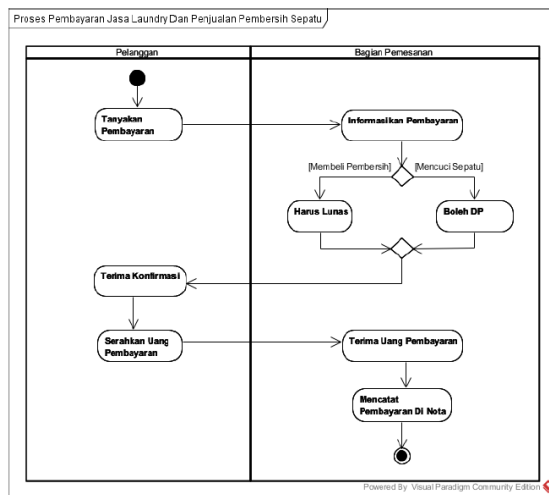 Proses Pembayaran Jasa Laundry Dan Penjualan Pembersih Sepatu
Pelanggan
Bagian Pemesanan
Tanyakan
Pembayaran
Informasikan Pembayaran
[Membeli Pembersih]
[Mencuci Sepatu]
Harus Lunas
Boleh DP
Terima Konfirmasi
Serahkan Uang
Pembayaran
Terima Uang Pembayaran
Mencatat
Pembayaran Di Nota
Powered By Visual Paradigm Community Edition